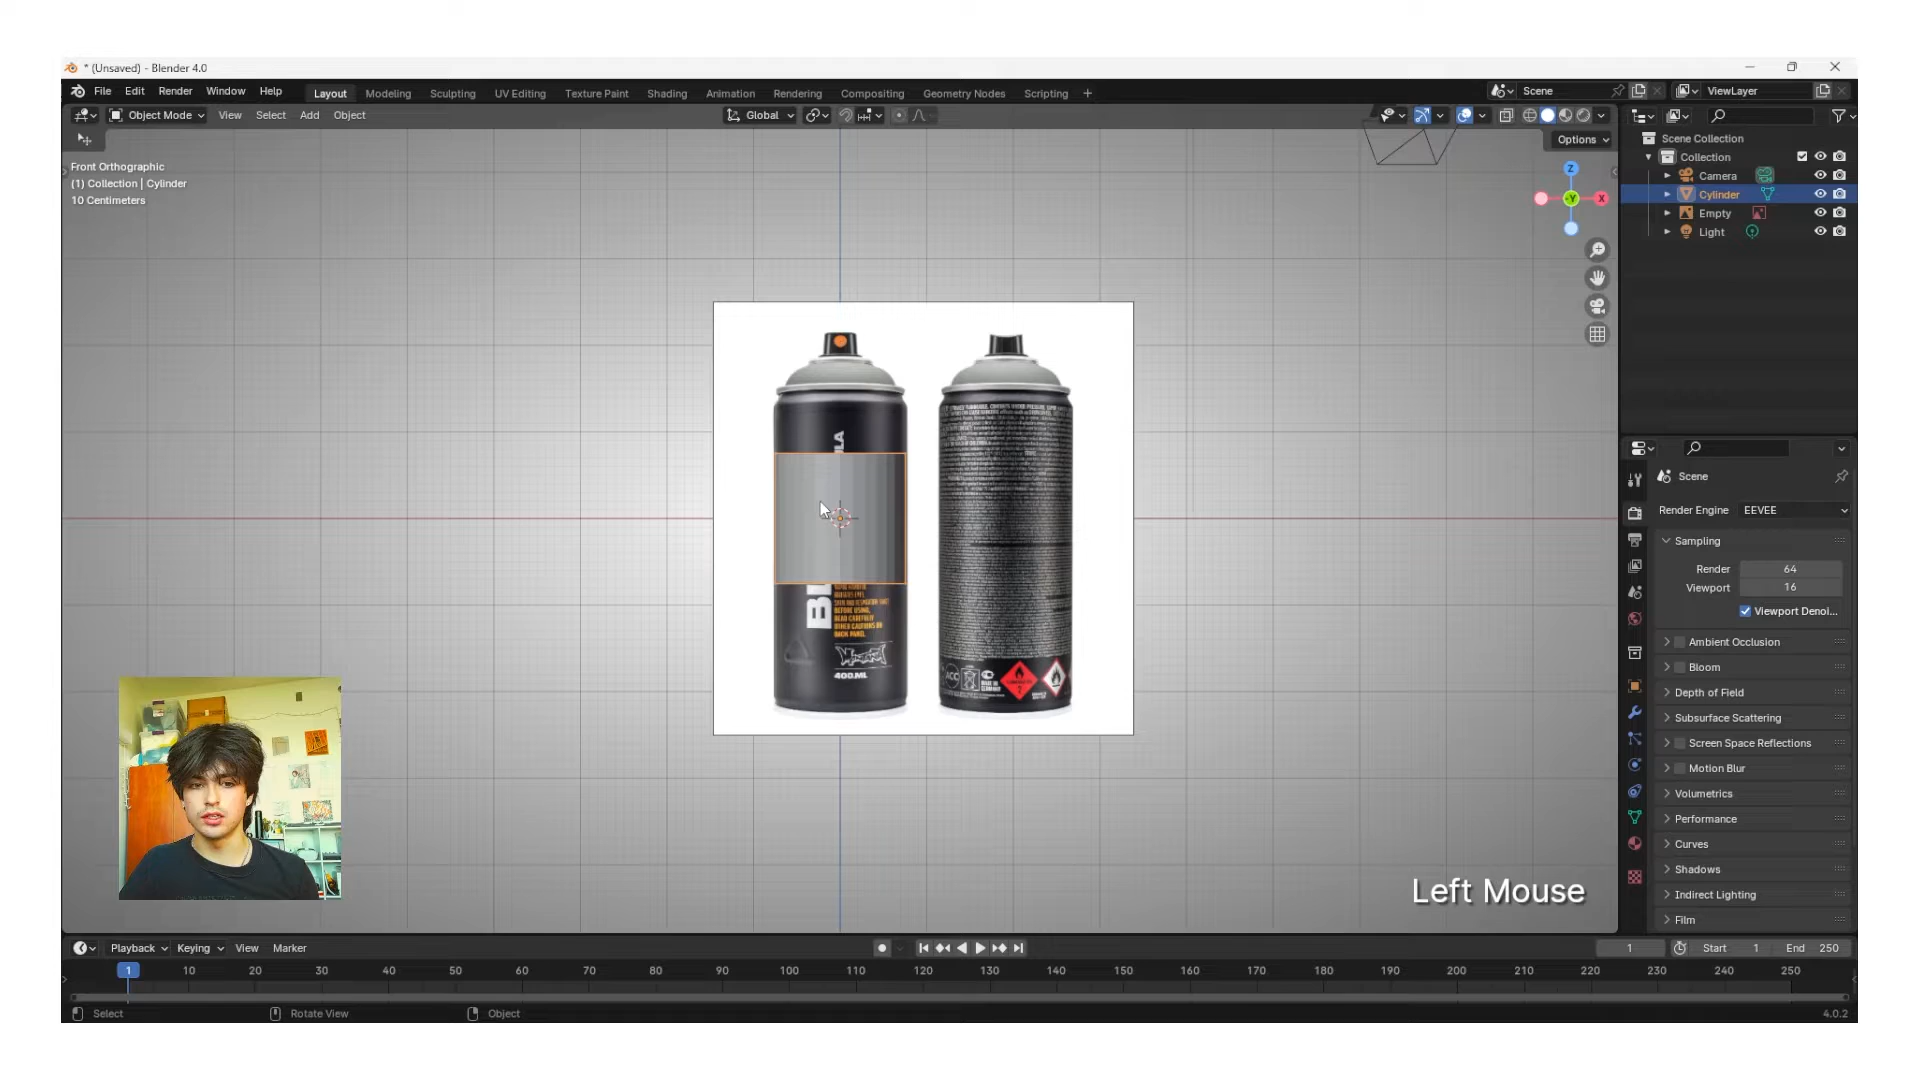 * (Unsaved) - Blender 4.0
File Edit Render Window Help Layout Modeling Sculpting UV Editing Texture Paint Shading Animation Rendering Compositing Geometry Nodes Scripting + Scene ViewLayer
Object Mode View Select Add Object Global
Options
Front Orthographic
(1) Collection | Cylinder
10 Centimeters
Z
Y
X
Scene Collection
Collection
Camera
Cylinder
Empty
Light
Scene
Render Engine EEVEE
Sampling
Render 64
Viewport 16
Viewport Denoi...
Ambient Occlusion
Bloom
Depth of Field
Subsurface Scattering
Screen Space Reflections
Motion Blur
Volumetrics
Performance
Curves
Shadows
Indirect Lighting
Film
400ML
Left Mouse
Playback Keying View Marker 1 Start 1 End 250
1 10 20 30 40 50 60 70 80 90 100 110 120 130 140 150 160 170 180 190 200 210 220 230 240 250
Select Rotate View Object 4.0.2